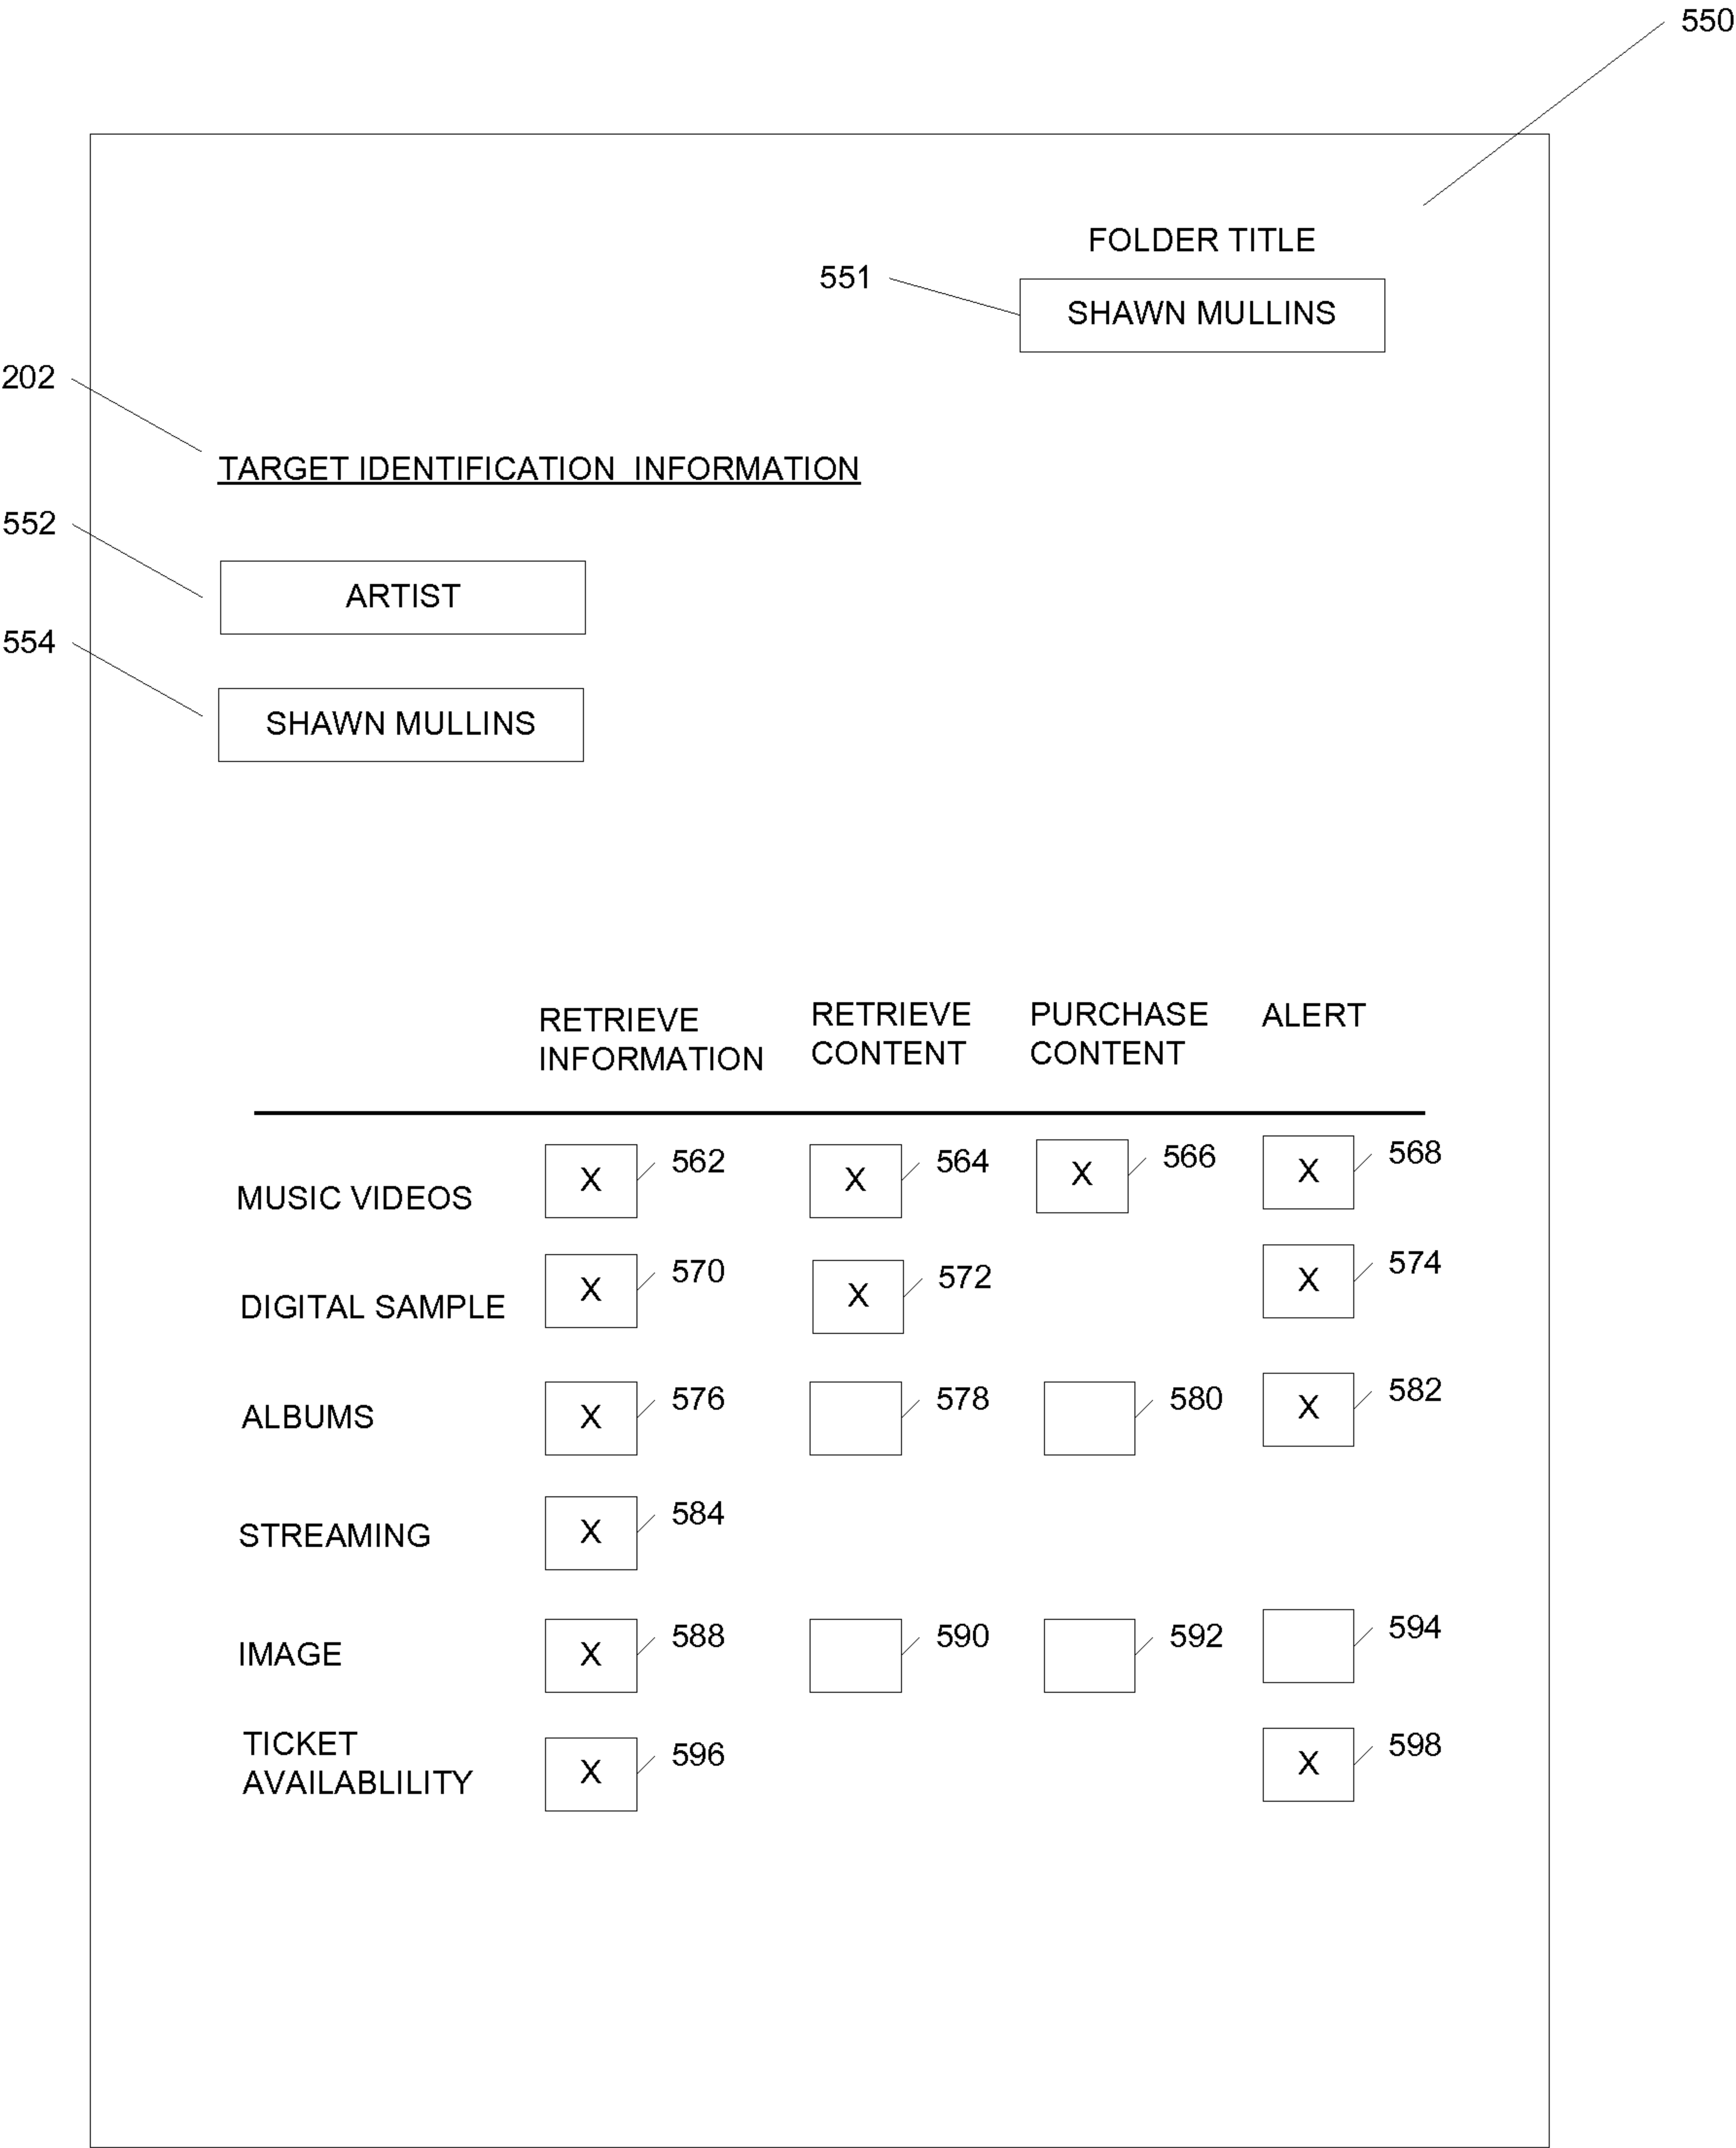 550
FOLDER TITLE
551
SHAWN MULLINS
202
TARGET IDENTIFICATION INFORMATION
552
ARTIST
554
SHAWN MULLINS
RETRIEVE INFORMATION RETRIEVE CONTENT PURCHASE CONTENT ALERT
MUSIC VIDEOS X 562 X 564 X 566 X 568
DIGITAL SAMPLE X 570 X 572 X 574
ALBUMS X 576 578 580 X 582
STREAMING X 584
IMAGE X 588 590 592 594
TICKET
AVAILABLILITY X 596 X 598